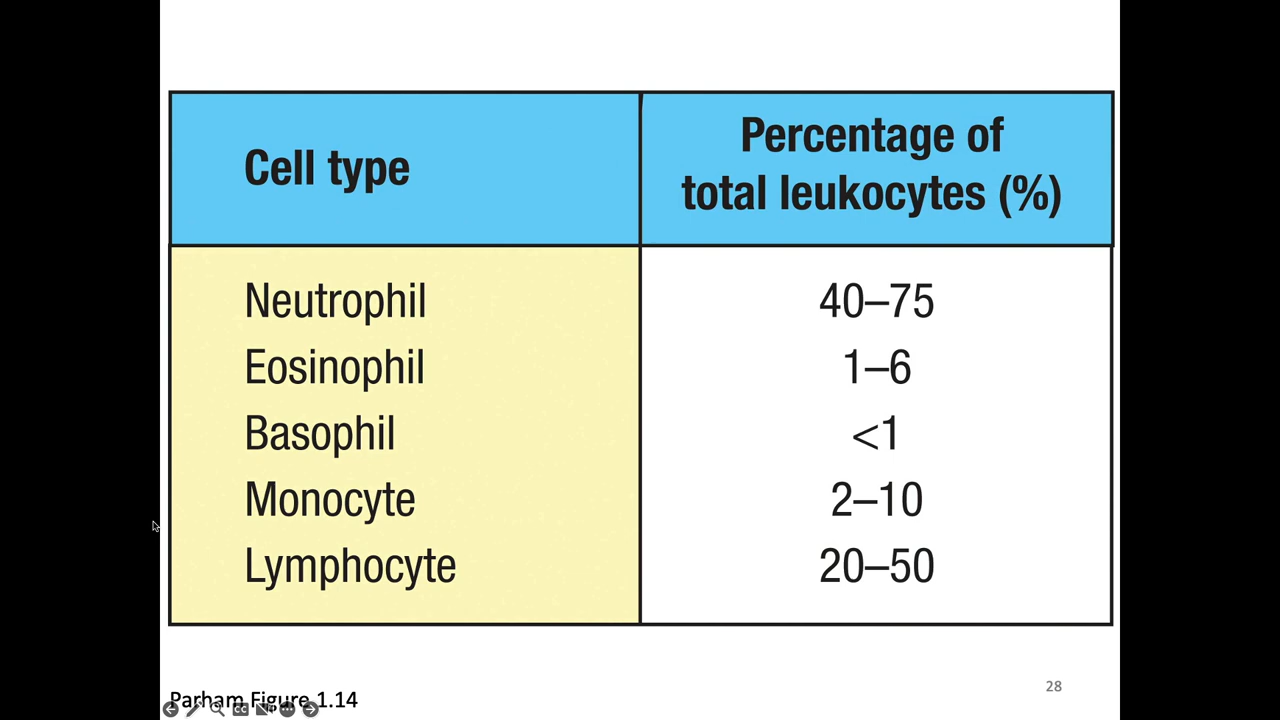 Cell type
Percentage of
total leukocytes (%)
Neutrophil 40–75
Eosinophil 1–6
Basophil <1
Monocyte 2–10
Lymphocyte 20–50
28
Parham Figure 1.14
CC